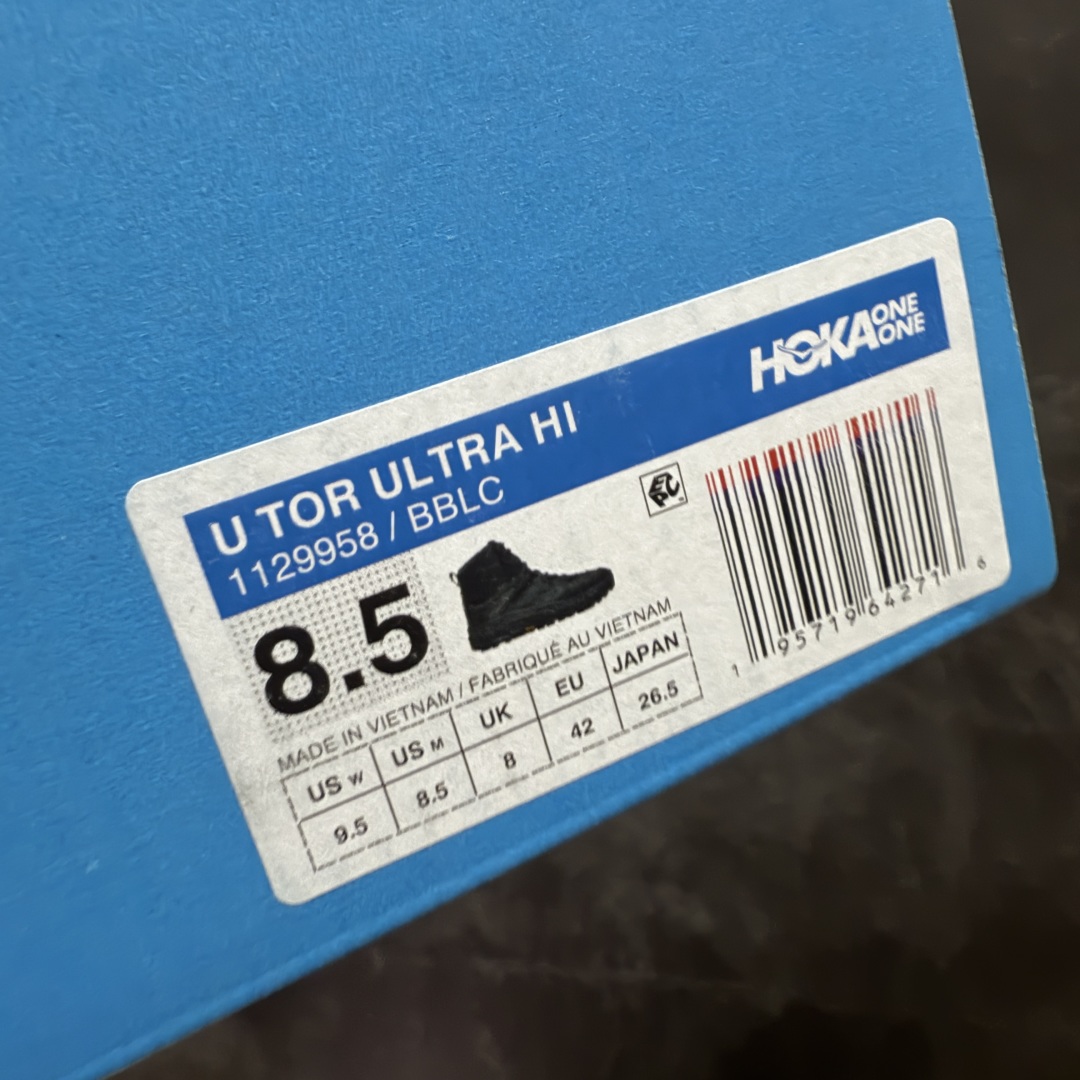 HOKA ONE ONE
U TOR ULTRA HI
1129958 / BBLC
EPC
8.5
MADE IN VIETNAM / FABRIQUÉ AU VIETNAM
US W US M UK EU JAPAN
9.5 8.5 8 42 26.5
1 95719 64271 6